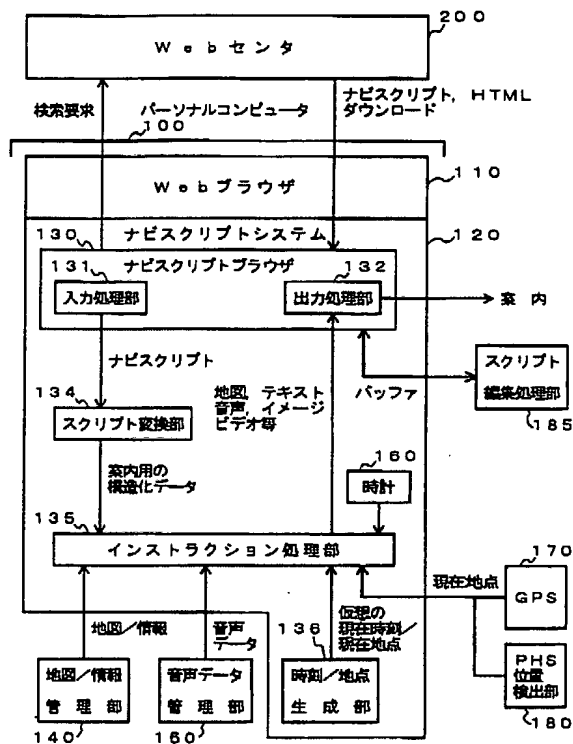 200
Webセンタ
検索要求
パーソナルコンピュータ
100
ナビスクリプト, HTML
ダウンロード
Webブラウザ
110
130
ナビスクリプトシステム
120
131
ナビスクリプトブラウザ
132
入力処理部
出力処理部
案内
ナビスクリプト
134
スクリプト変換部
地図, テキスト
音声, イメージ
ビデオ毎
バッファ
スクリプト
編集処理部
185
案内用の
構造化データ
160
時計
135
インストラクション処理部
170
現在地点
GPS
地図/情報
音声
データ
136
仮想の
現在時刻/
現在地点
地図/情報
管理部
140
音声データ
管理部
150
時刻/地点
生成部
PHS
位置
検出部
180